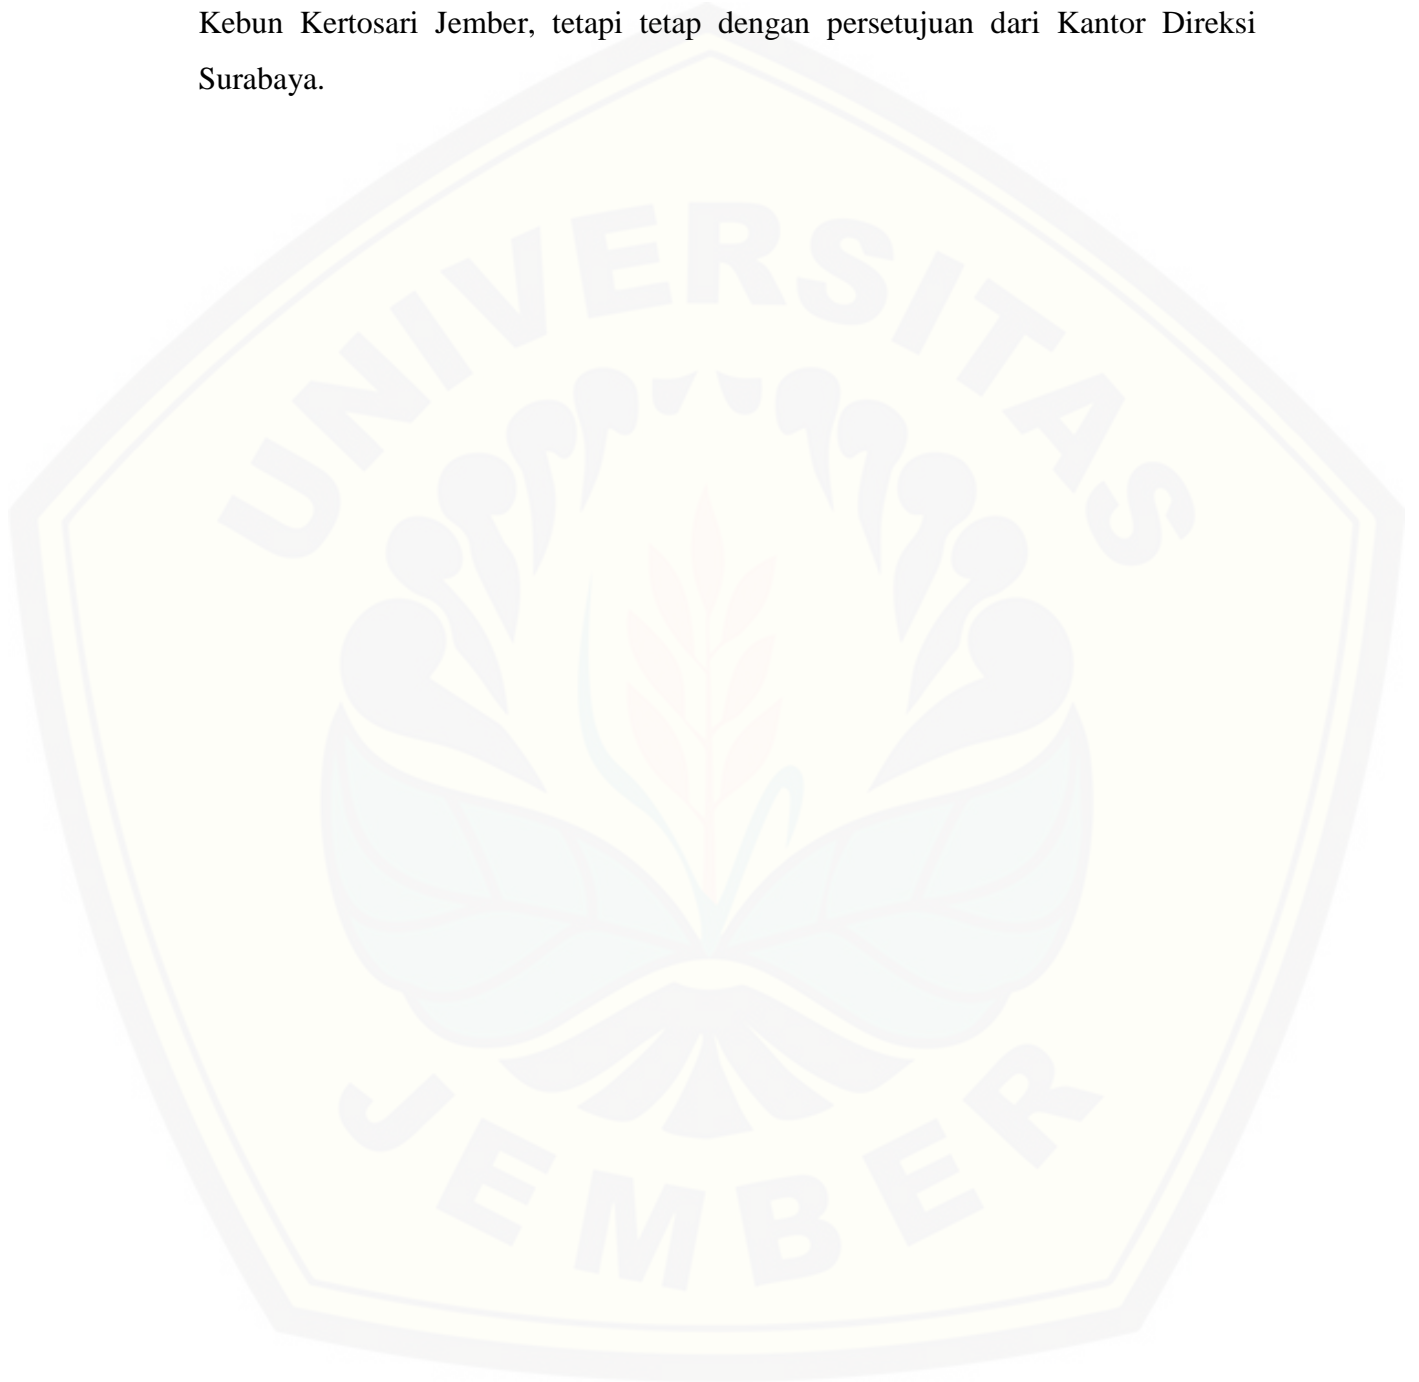 Kebun Kertosari Jember, tetapi tetap dengan persetujuan dari Kantor Direksi
Surabaya.
UNIVERSITAS
JEMBER